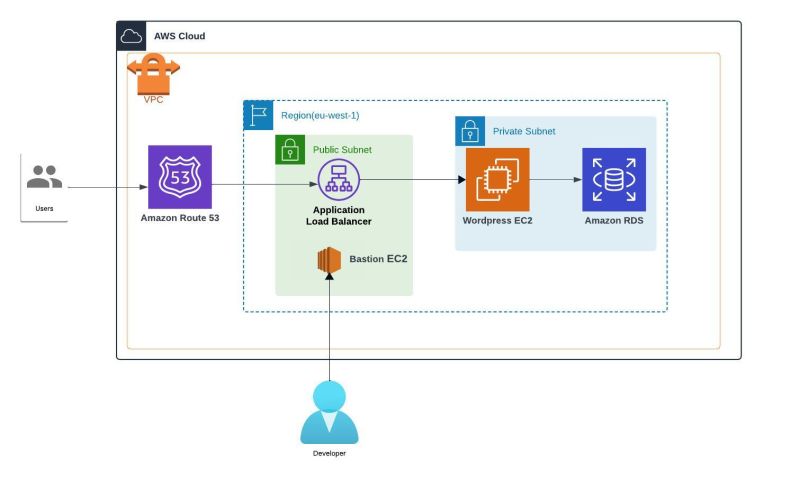 AWS Cloud
VPC
Region(eu-west-1)
Public Subnet
Private Subnet
53
Users
Amazon Route 53
Application
Load Balancer
Wordpress EC2
Amazon RDS
Bastion EC2
Developer